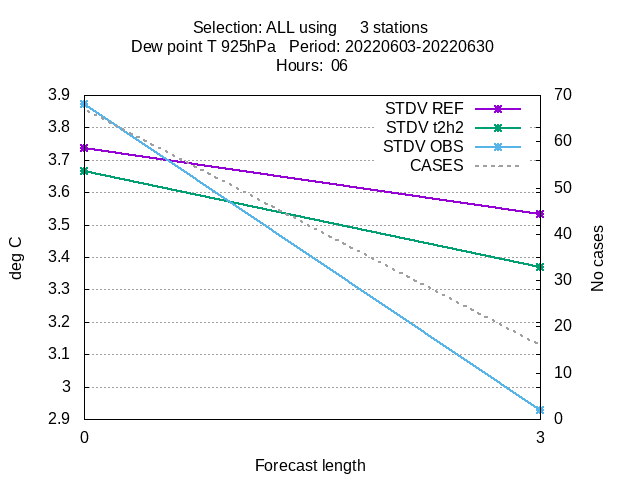 Selection: ALL using 3 stations
Dew point T 925hPa Period: 20220603-20220630
Hours: 06
3.9
3.8
3.7
3.6
3.5
3.4
3.3
3.2
3.1
3
2.9
deg C
STDV REF
STDV t2h2
STDV OBS
CASES
70
60
50
40
30
20
10
0
No cases
0 3
Forecast length